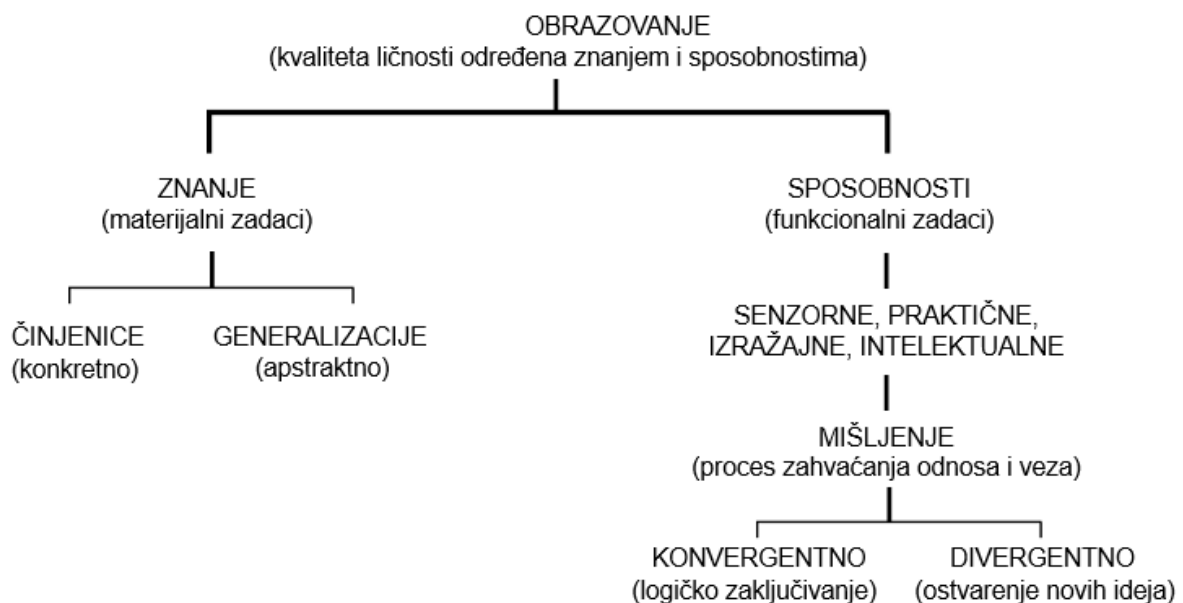 OBRAZOVANJE
(kvaliteta ličnosti određena znanjem i sposobnostima)
ZNANJE
(materijalni zadaci)
SPOSOBNOSTI
(funkcionalni zadaci)
ČINJENICE
(konkretno)
GENERALIZACIJE
(apstraktno)
SENZORNE, PRAKTIČNE,
IZRAŽAJNE, INTELEKTUALNE
MIŠLJENJE
(proces zahvaćanja odnosa i veza)
KONVERGENTNO
(logičko zaključivanje)
DIVERGENTNO
(ostvarenje novih ideja)